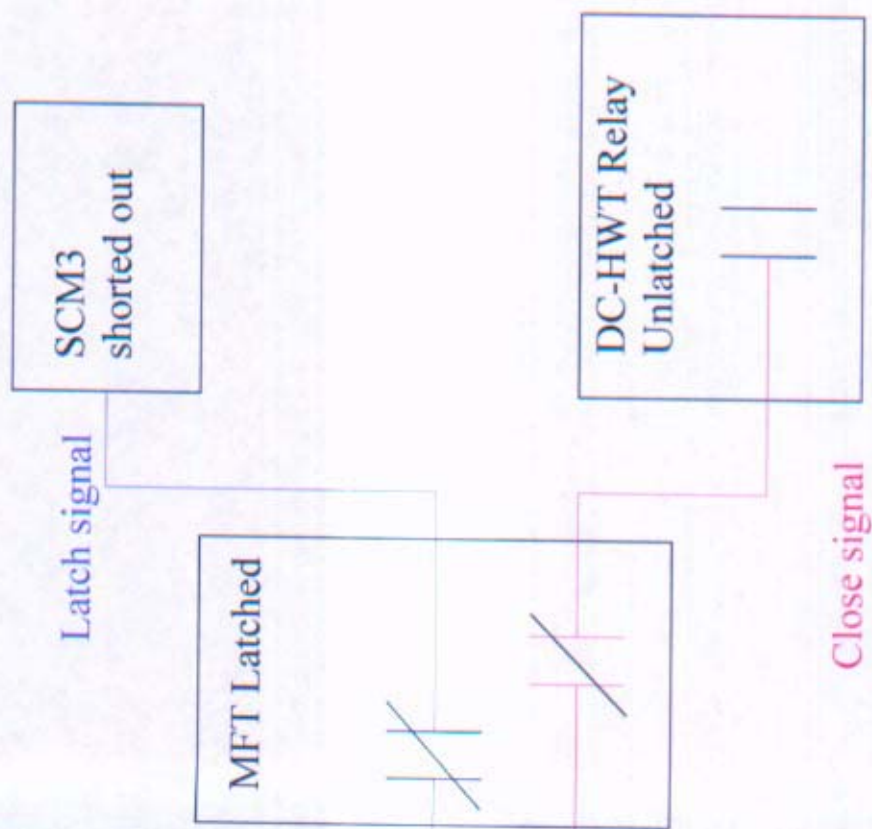 SCM3
shorted out
Latch signal
MFT Latched
DC-HWT Relay
Unlatched
Close signal